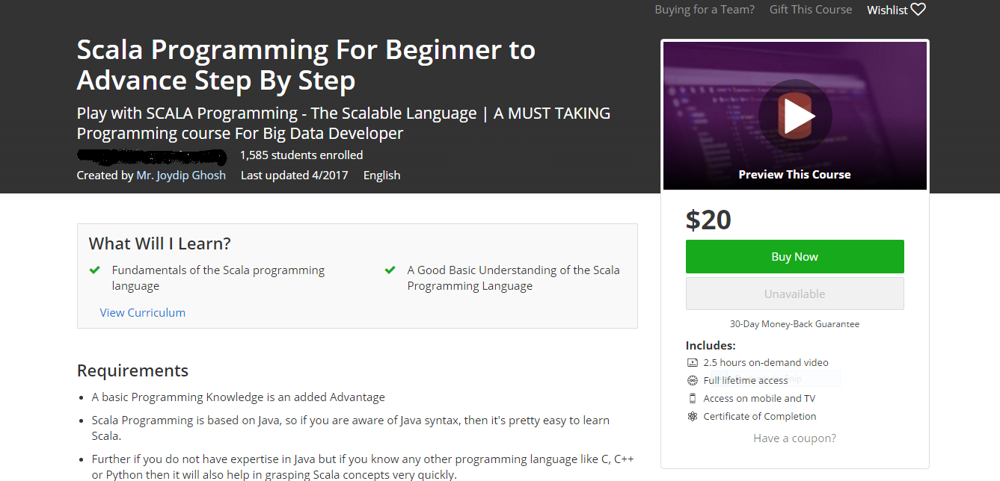 Buying for a Team? Gift This Course Wishlist
Scala Programming For Beginner to
Advance Step By Step
Play with SCALA Programming - The Scalable Language | A MUST TAKING
Programming course For Big Data Developer
1,585 students enrolled
Created by Mr. Joydip Ghosh Last updated 4/2017 English
Preview This Course
$20
Buy Now
Unavailable
30-Day Money-Back Guarantee
Includes:
2.5 hours on-demand video
Full lifetime access
Access on mobile and TV
Certificate of Completion
Have a coupon?
What Will I Learn?
Fundamentals of the Scala programming
language
A Good Basic Understanding of the Scala
Programming Language
View Curriculum
Requirements
A basic Programming Knowledge is an added Advantage
Scala Programming is based on Java, so if you are aware of Java syntax, then it's pretty easy to learn
Scala.
Further if you do not have expertise in Java but if you know any other programming language like C, C++
or Python then it will also help in grasping Scala concepts very quickly.